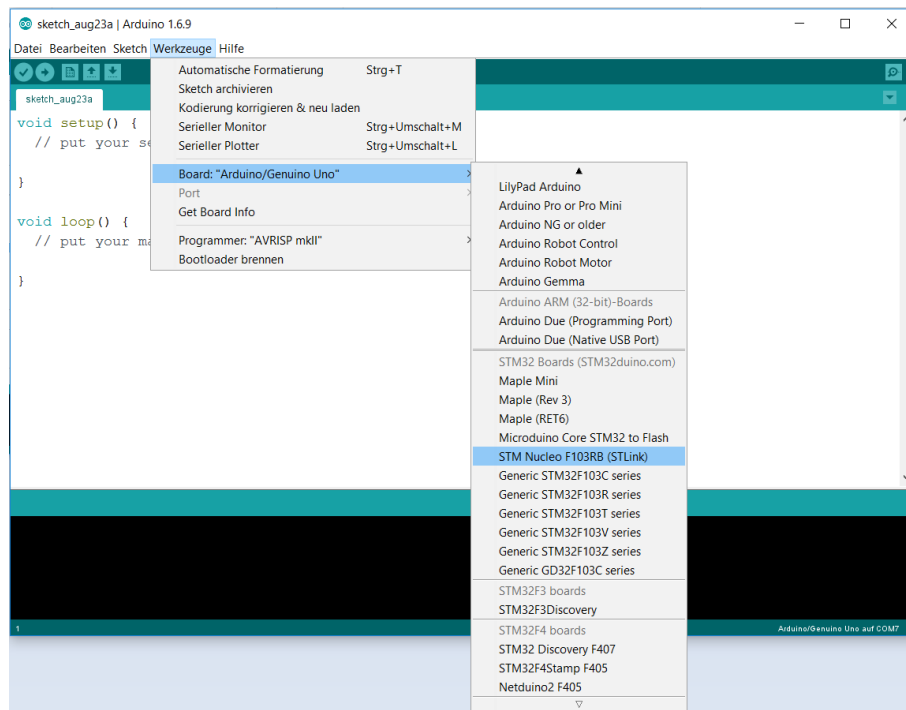 sketch_aug23a | Arduino 1.6.9
Datei Bearbeiten Sketch Werkzeuge Hilfe
sketch_aug23a
void setup() {
// put your se
}
void loop() {
// put your ma
}
Automatische Formatierung Strg+T
Sketch archivieren
Kodierung korrigieren & neu laden
Serieller Monitor Strg+Umschalt+M
Serieller Plotter Strg+Umschalt+L
Board: "Arduino/Genuino Uno"
Port
Get Board Info
Programmer: "AVRISP mkII"
Bootloader brennen
LilyPad Arduino
Arduino Pro or Pro Mini
Arduino NG or older
Arduino Robot Control
Arduino Robot Motor
Arduino Gemma
Arduino ARM (32-bit)-Boards
Arduino Due (Programming Port)
Arduino Due (Native USB Port)
STM32 Boards (STM32duino.com)
Maple Mini
Maple (Rev 3)
Maple (RET6)
Microduino Core STM32 to Flash
STM Nucleo F103RB (STLink)
Generic STM32F103C series
Generic STM32F103R series
Generic STM32F103T series
Generic STM32F103V series
Generic STM32F103Z series
Generic GD32F103C series
STM32F3 boards
STM32F3Discovery
STM32F4 boards
STM32 Discovery F407
STM32F4Stamp F405
Netduino2 F405
1 Arduino/Genuino Uno auf COM7